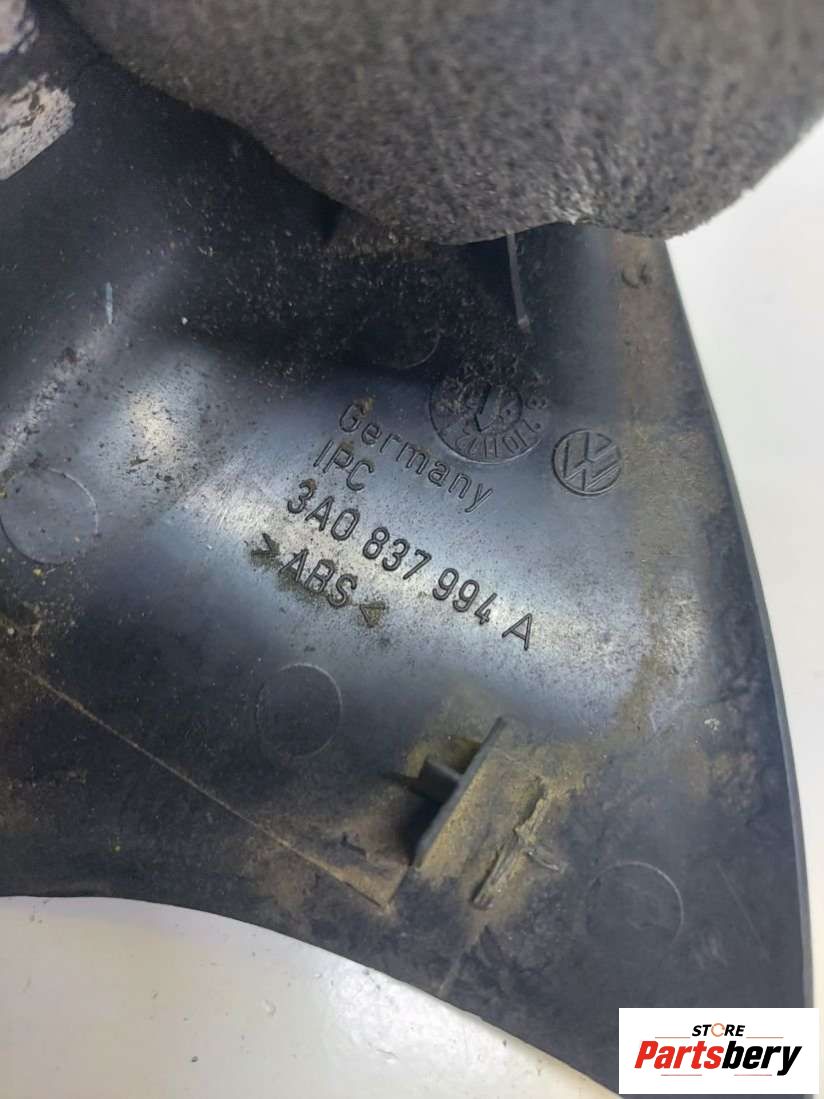 Germany
IPC
3A0 837 994 A
>ABS<
STORE
Partsbery